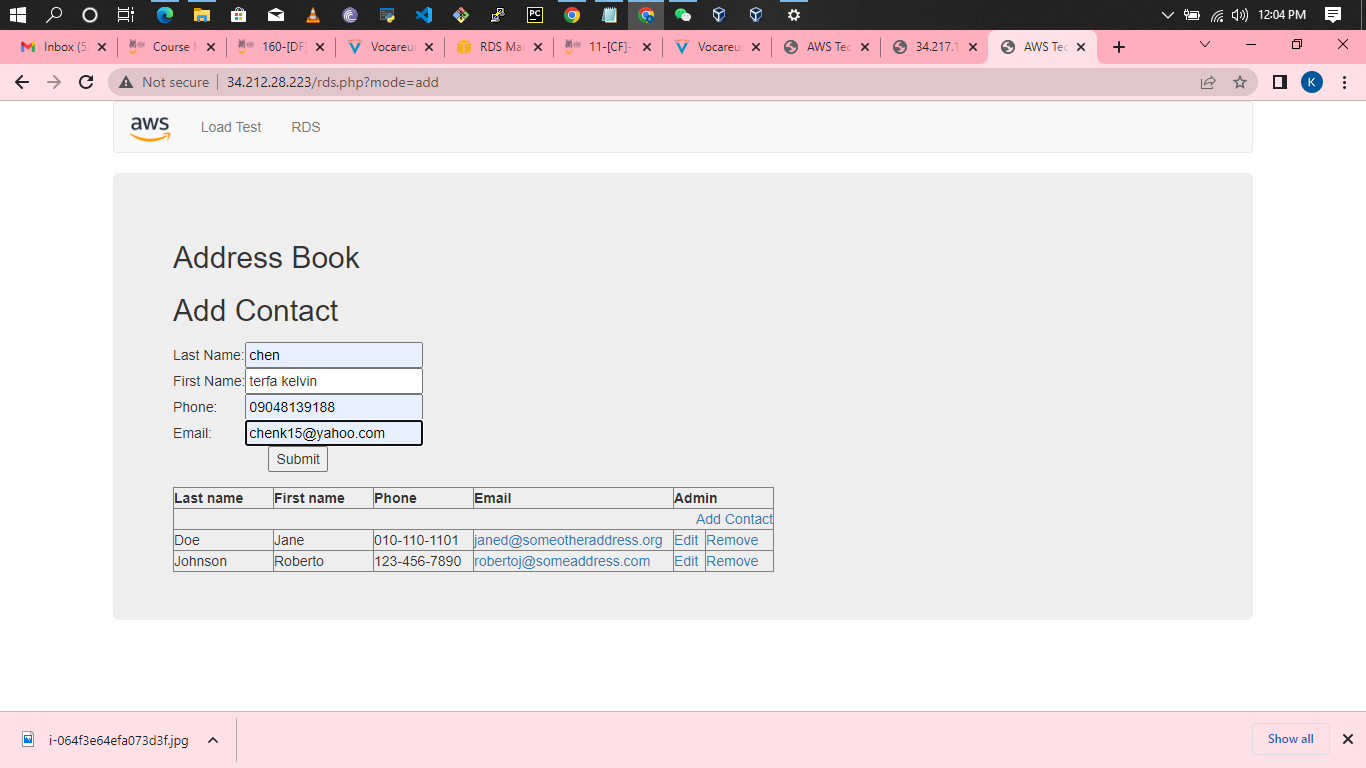 PC
12:04 PM
Inbox (5
Course
160-[DF]
Vocareu
RDS Ma
11-[CF]-
Vocareu
AWS Tec
34.217.1
AWS Tec
Not secure | 34.212.28.223/rds.php?mode=add
K
aws Load Test RDS
Address Book
Add Contact
Last Name: chen
First Name: terfa kelvin
Phone: 09048139188
Email: chenk15@yahoo.com
Submit
Last name First name Phone Email Admin
Add Contact
Doe Jane 010-110-1101 janed@someotheraddress.org Edit Remove
Johnson Roberto 123-456-7890 robertoj@someaddress.com Edit Remove
i-064f3e64efa073d3f.jpg
Show all